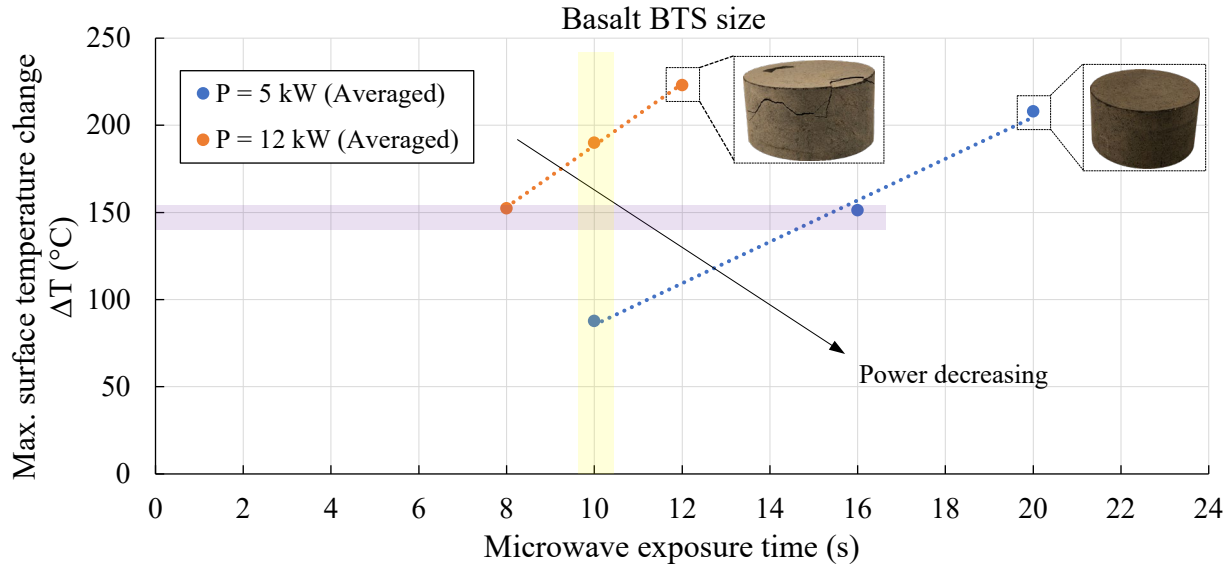 Basalt BTS size
Max. surface temperature change
ΔT (°C)
250
200
150
100
50
0
P = 5 kW (Averaged)
P = 12 kW (Averaged)
Power decreasing
0 2 4 6 8 10 12 14 16 18 20 22 24
Microwave exposure time (s)